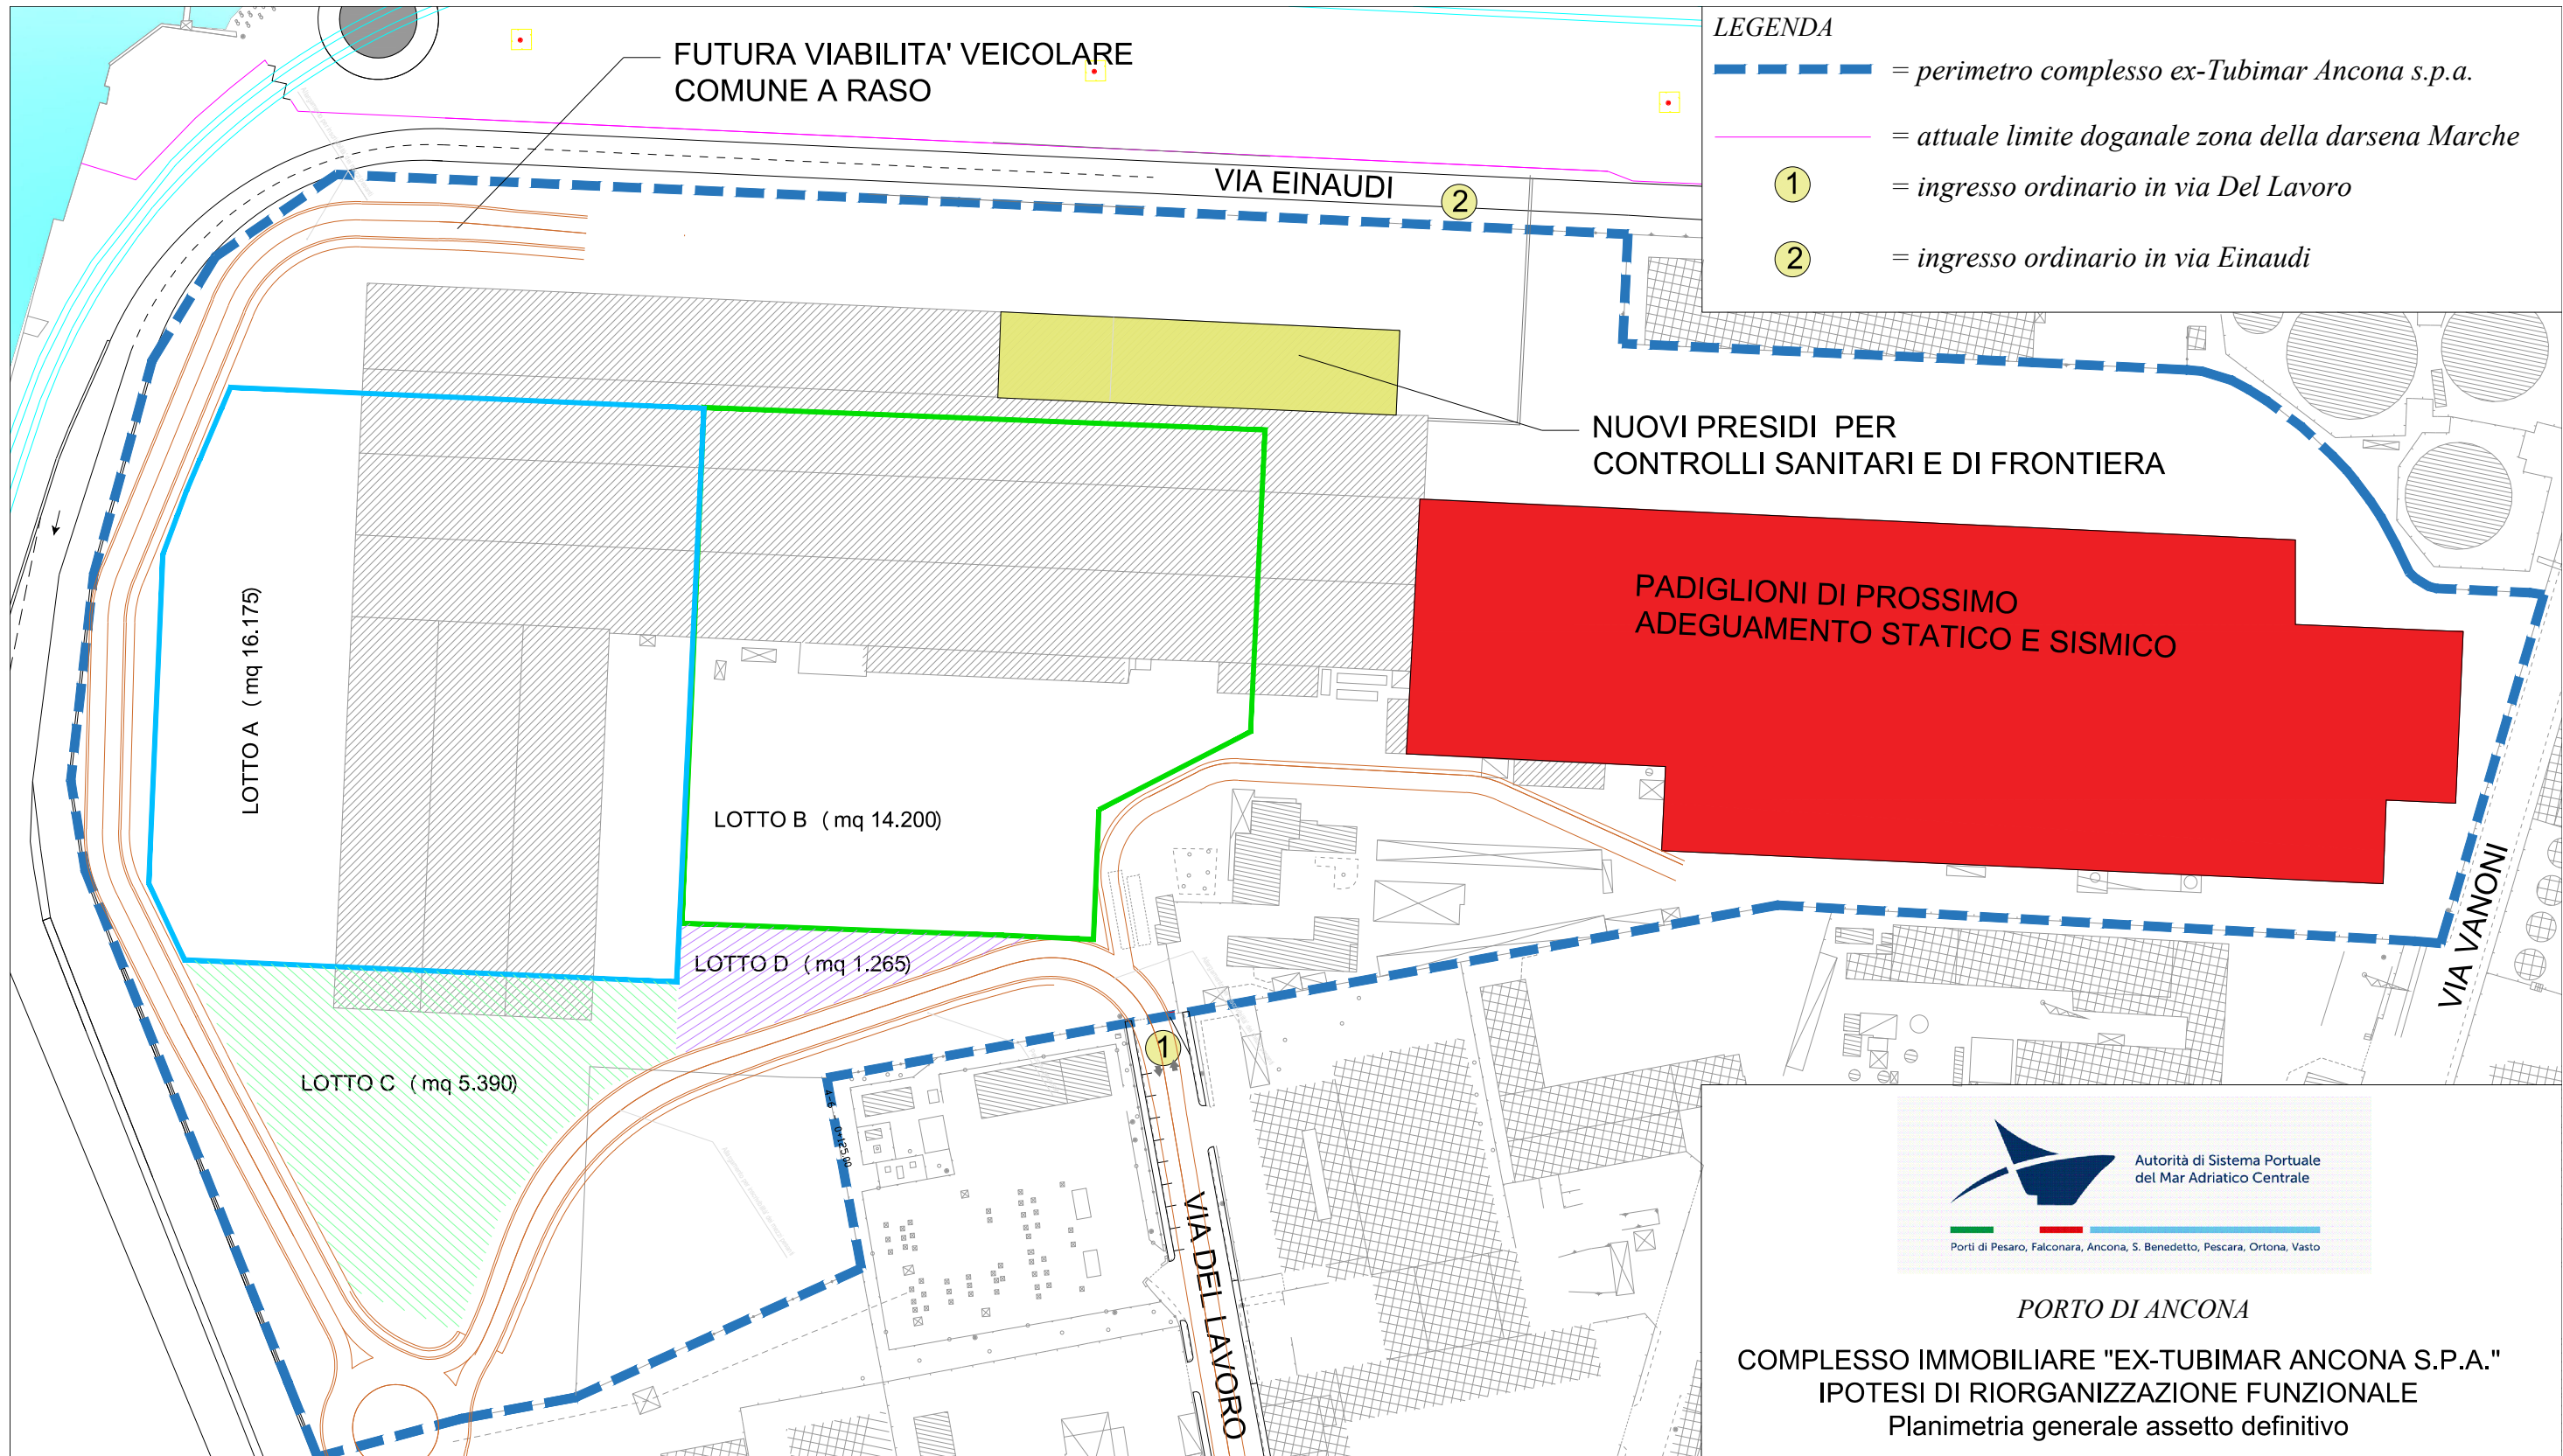 LEGENDA
= perimetro complesso ex-Tubimar Ancona s.p.a.
= attuale limite doganale zona della darsena Marche
1
= ingresso ordinario in via Del Lavoro
2
= ingresso ordinario in via Einaudi
FUTURA VIABILITA' VEICOLARE
COMUNE A RASO
VIA EINAUDI
2
NUOVI PRESIDI PER
CONTROLLI SANITARI E DI FRONTIERA
PADIGLIONI DI PROSSIMO
ADEGUAMENTO STATICO E SISMICO
LOTTO A ( mq 16.175)
LOTTO B ( mq 14.200)
LOTTO D ( mq 1.265)
LOTTO C ( mq 5.390)
1
VIA DEL LAVORO
VIA VANONI
Autorità di Sistema Portuale
del Mar Adriatico Centrale
Porti di Pesaro, Falconara, Ancona, S. Benedetto, Pescara, Ortona, Vasto
PORTO DI ANCONA
COMPLESSO IMMOBILIARE "EX-TUBIMAR ANCONA S.P.A."
IPOTESI DI RIORGANIZZAZIONE FUNZIONALE
Planimetria generale assetto definitivo